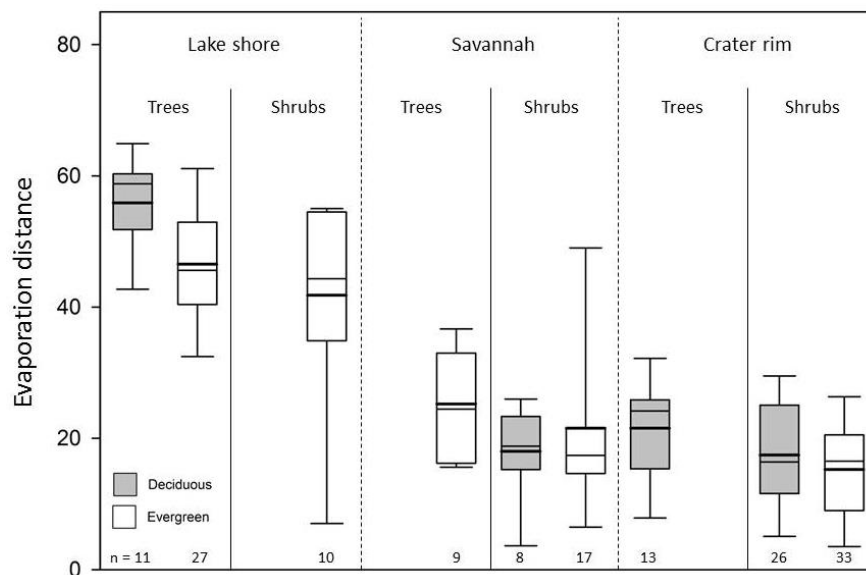 80
60
40
20
0
Evaporation distance
Lake shore
Savannah
Crater rim
Trees
Shrubs
Trees
Shrubs
Trees
Shrubs
Deciduous
Evergreen
n = 11
27
10
9
8
17
13
26
33